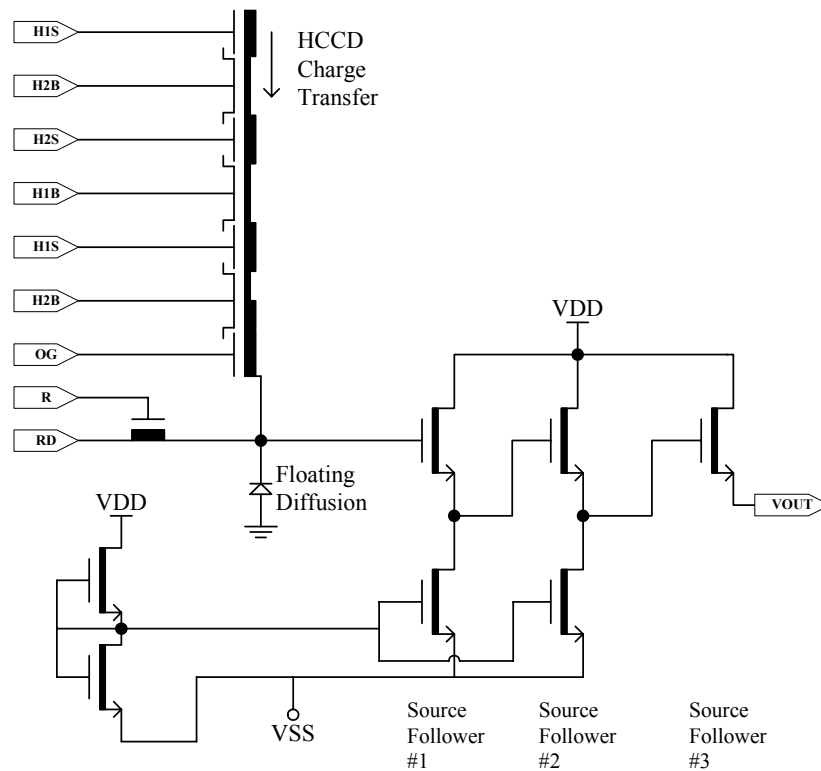 H1S
HCCD
Charge
Transfer
H2B
H2S
H1B
H1S
H2B
OG
R
RD
VDD
Floating
Diffusion
VDD
VOUT
VSS
Source
Follower
#1
Source
Follower
#2
Source
Follower
#3